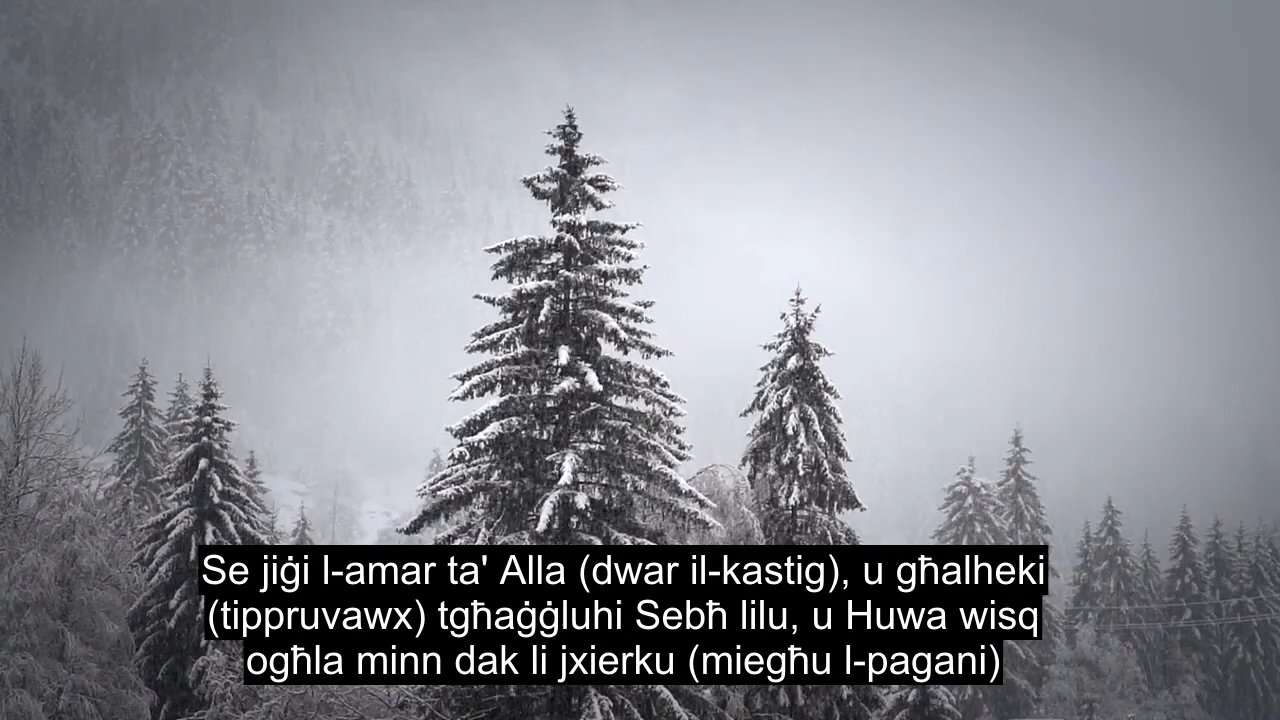 Se jiġi l-amar ta' Alla (dwar il-kastig), u għalheki
(tippruvawx) tgħaġġluhi Sebħ lilu, u Huwa wisq
ogħla minn dak li jxierku (miegħu l-pagani)